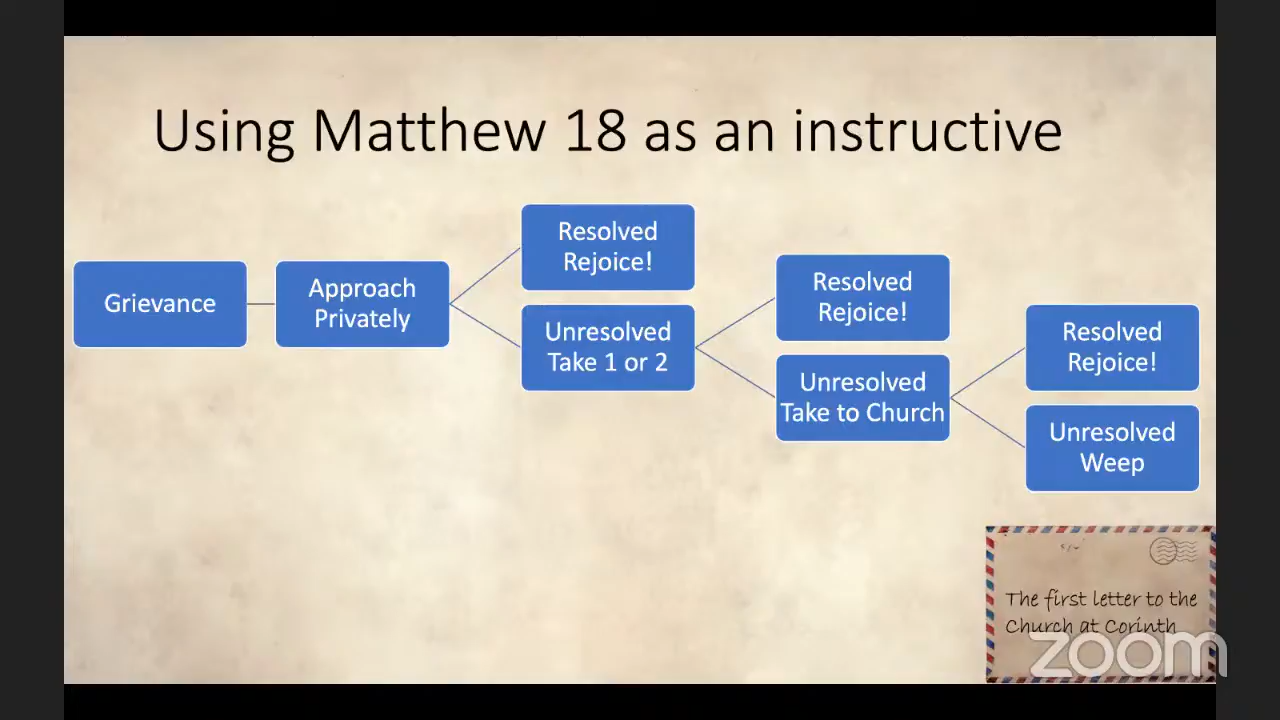 Using Matthew 18 as an instructive
Grievance
Approach
Privately
Resolved
Rejoice!
Unresolved
Take 1 or 2
Resolved
Rejoice!
Unresolved
Take to Church
Resolved
Rejoice!
Unresolved
Weep
The first letter to the
Church at Corinth
zoom